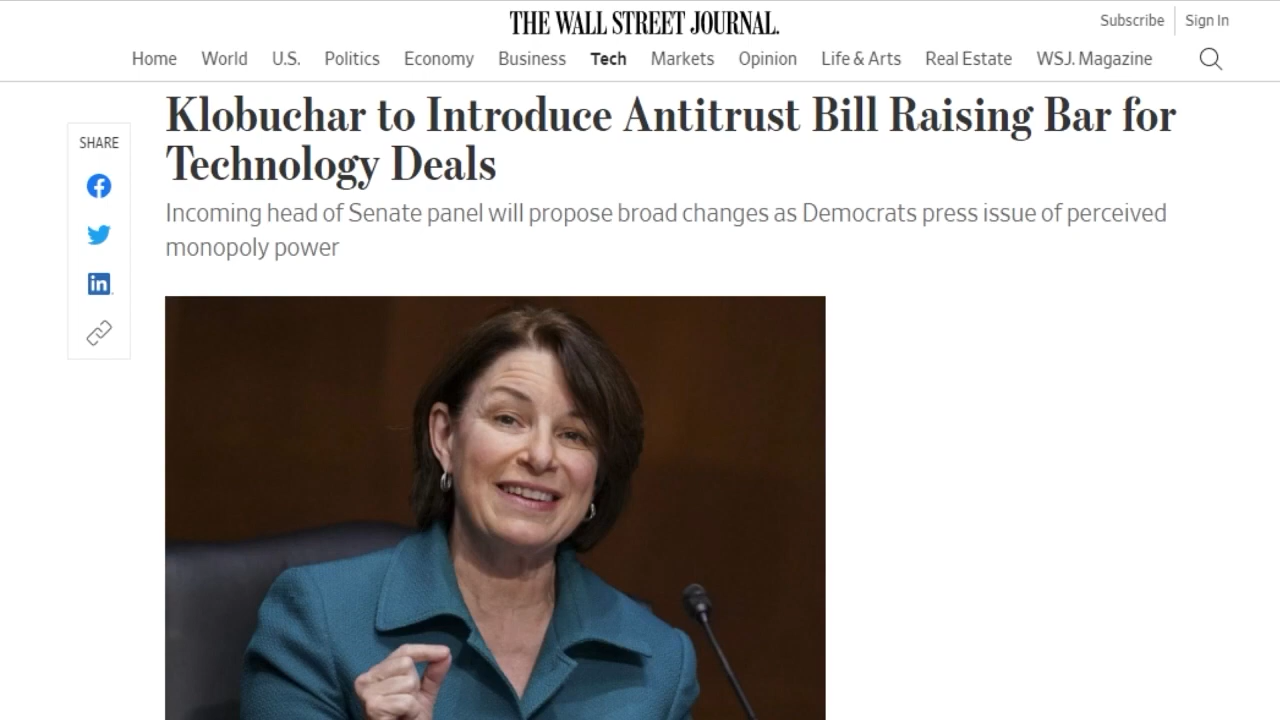 THE WALL STREET JOURNAL.
Subscribe
Sign In
Home World U.S. Politics Economy Business Tech Markets Opinion Life & Arts Real Estate WSJ. Magazine
Klobuchar to Introduce Antitrust Bill Raising Bar for
Technology Deals
SHARE
Incoming head of Senate panel will propose broad changes as Democrats press issue of perceived
monopoly power